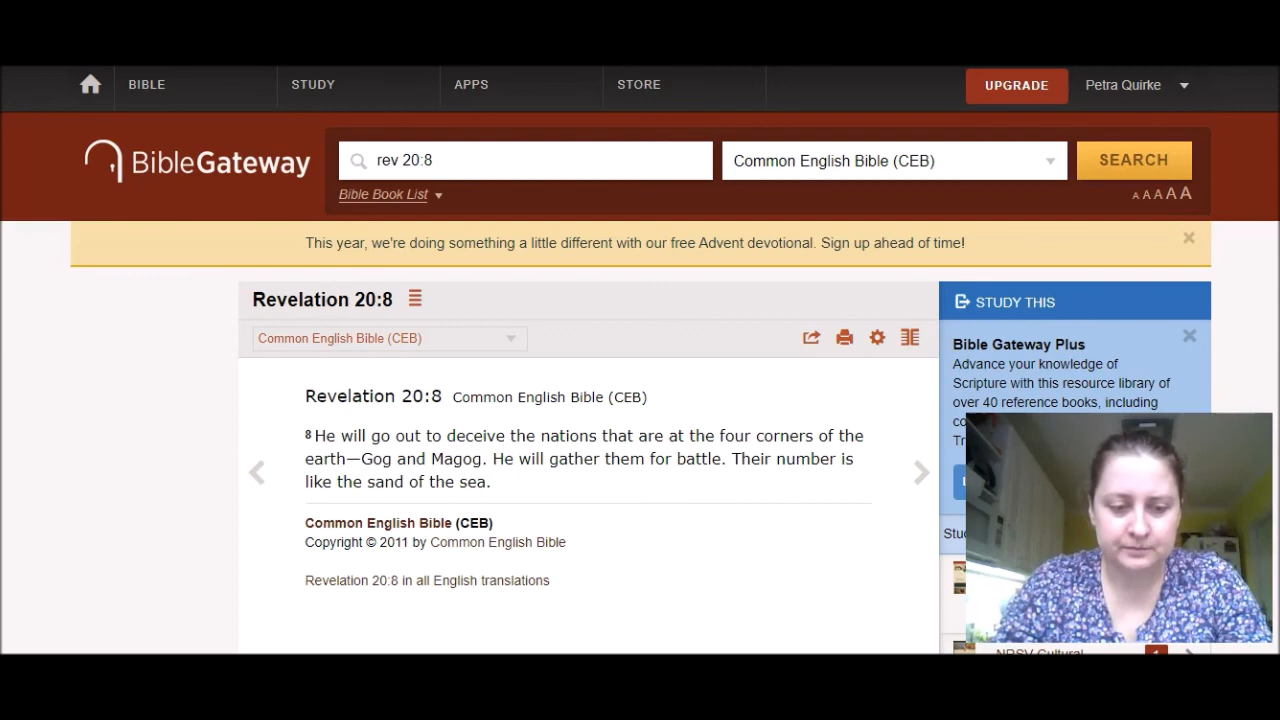 BIBLE STUDY APPS STORE UPGRADE Petra Quirke
BibleGateway rev 20:8 Common English Bible (CEB) SEARCH
Bible Book List A A A A A
This year, we're doing something a little different with our free Advent devotional. Sign up ahead of time!
Revelation 20:8
Common English Bible (CEB)
Revelation 20:8 Common English Bible (CEB)
8 He will go out to deceive the nations that are at the four corners of the
earth—Gog and Magog. He will gather them for battle. Their number is
like the sand of the sea.
Common English Bible (CEB)
Copyright © 2011 by Common English Bible
Revelation 20:8 in all English translations
STUDY THIS
Bible Gateway Plus
Advance your knowledge of
Scripture with this resource library of
over 40 reference books, including
NRSV Cultural 1